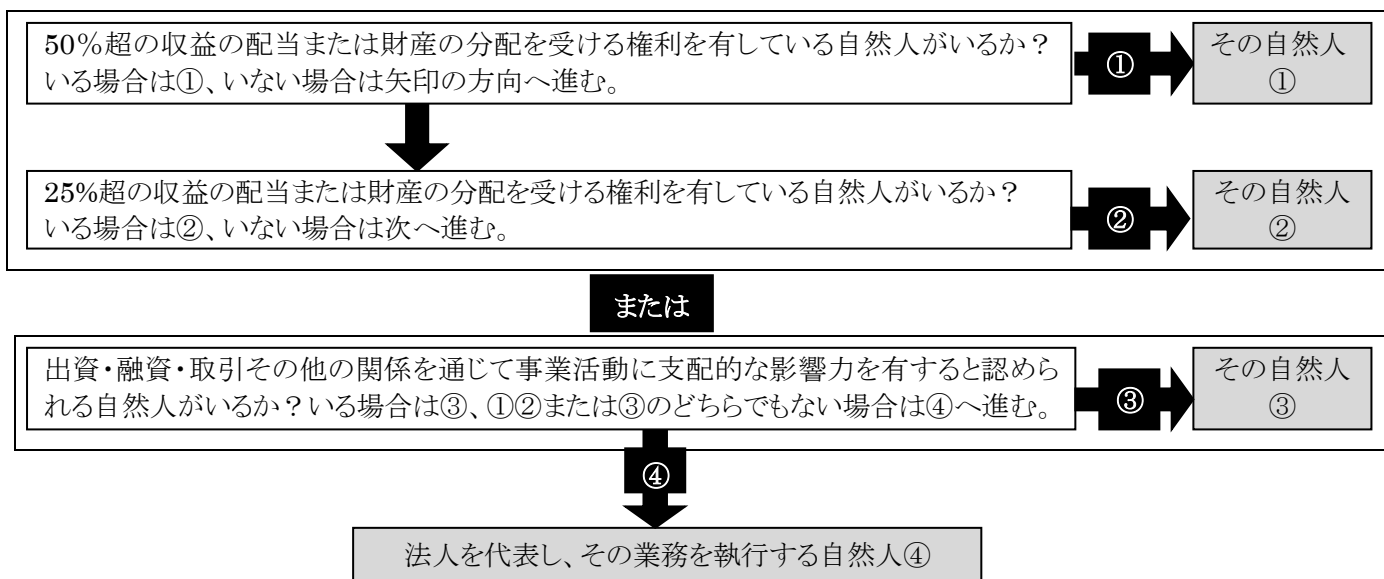 50%超の収益の配当または財産の分配を受ける権利を有している自然人がいるか?
いる場合は①、いない場合は矢印の方向へ進む。
①
その自然人
①
25%超の収益の配当または財産の分配を受ける権利を有している自然人がいるか?
いる場合は②、いない場合は次へ進む。
②
その自然人
②
または
出資・融資・取引その他の関係を通じて事業活動に支配的な影響力を有すると認めら
れる自然人がいるか?いる場合は③、①②または③のどちらでもない場合は④へ進む。
③
その自然人
③
④
法人を代表し、その業務を執行する自然人④